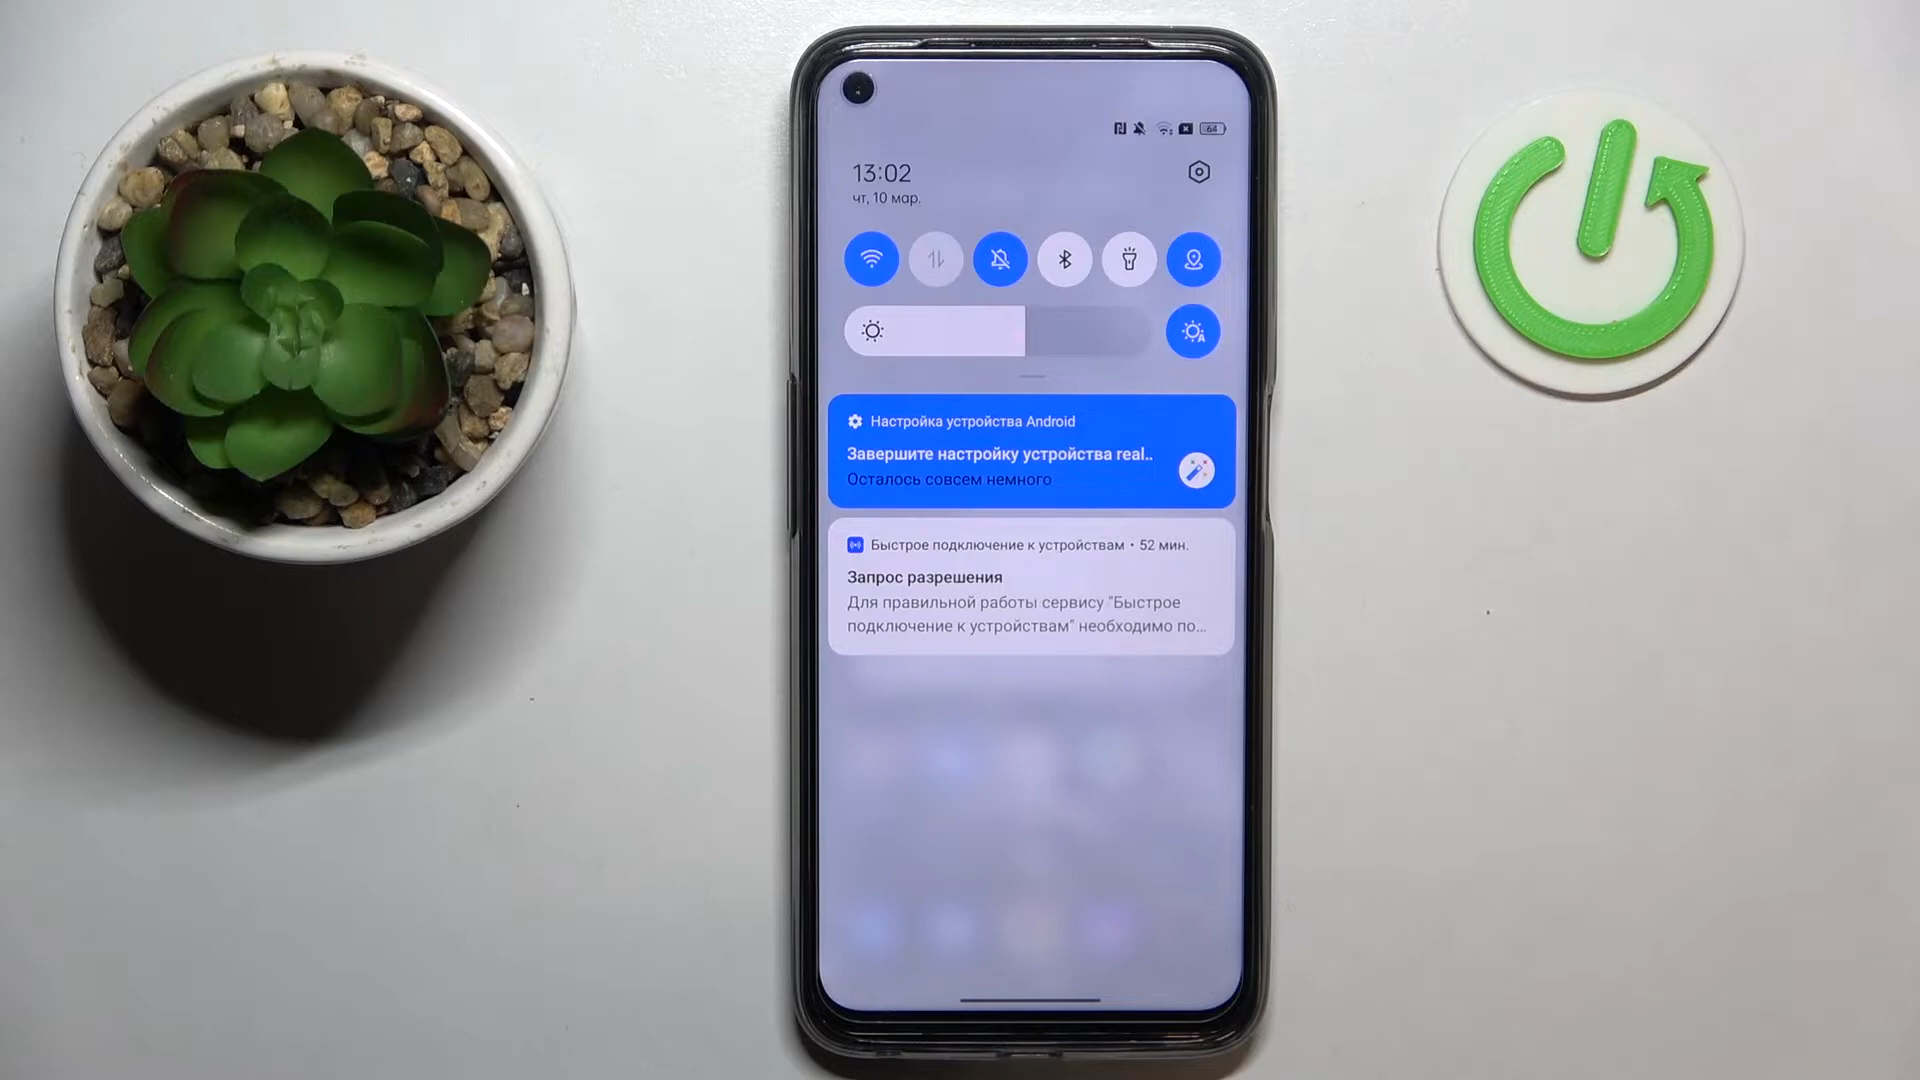 64
13:02
чт, 10 мар.
Настройка устройства Android
Завершите настройку устройства real..
Осталось совсем немного
Быстрое подключение к устройствам • 52 мин.
Запрос разрешения
Для правильной работы сервису "Быстрое
подключение к устройствам" необходимо по...